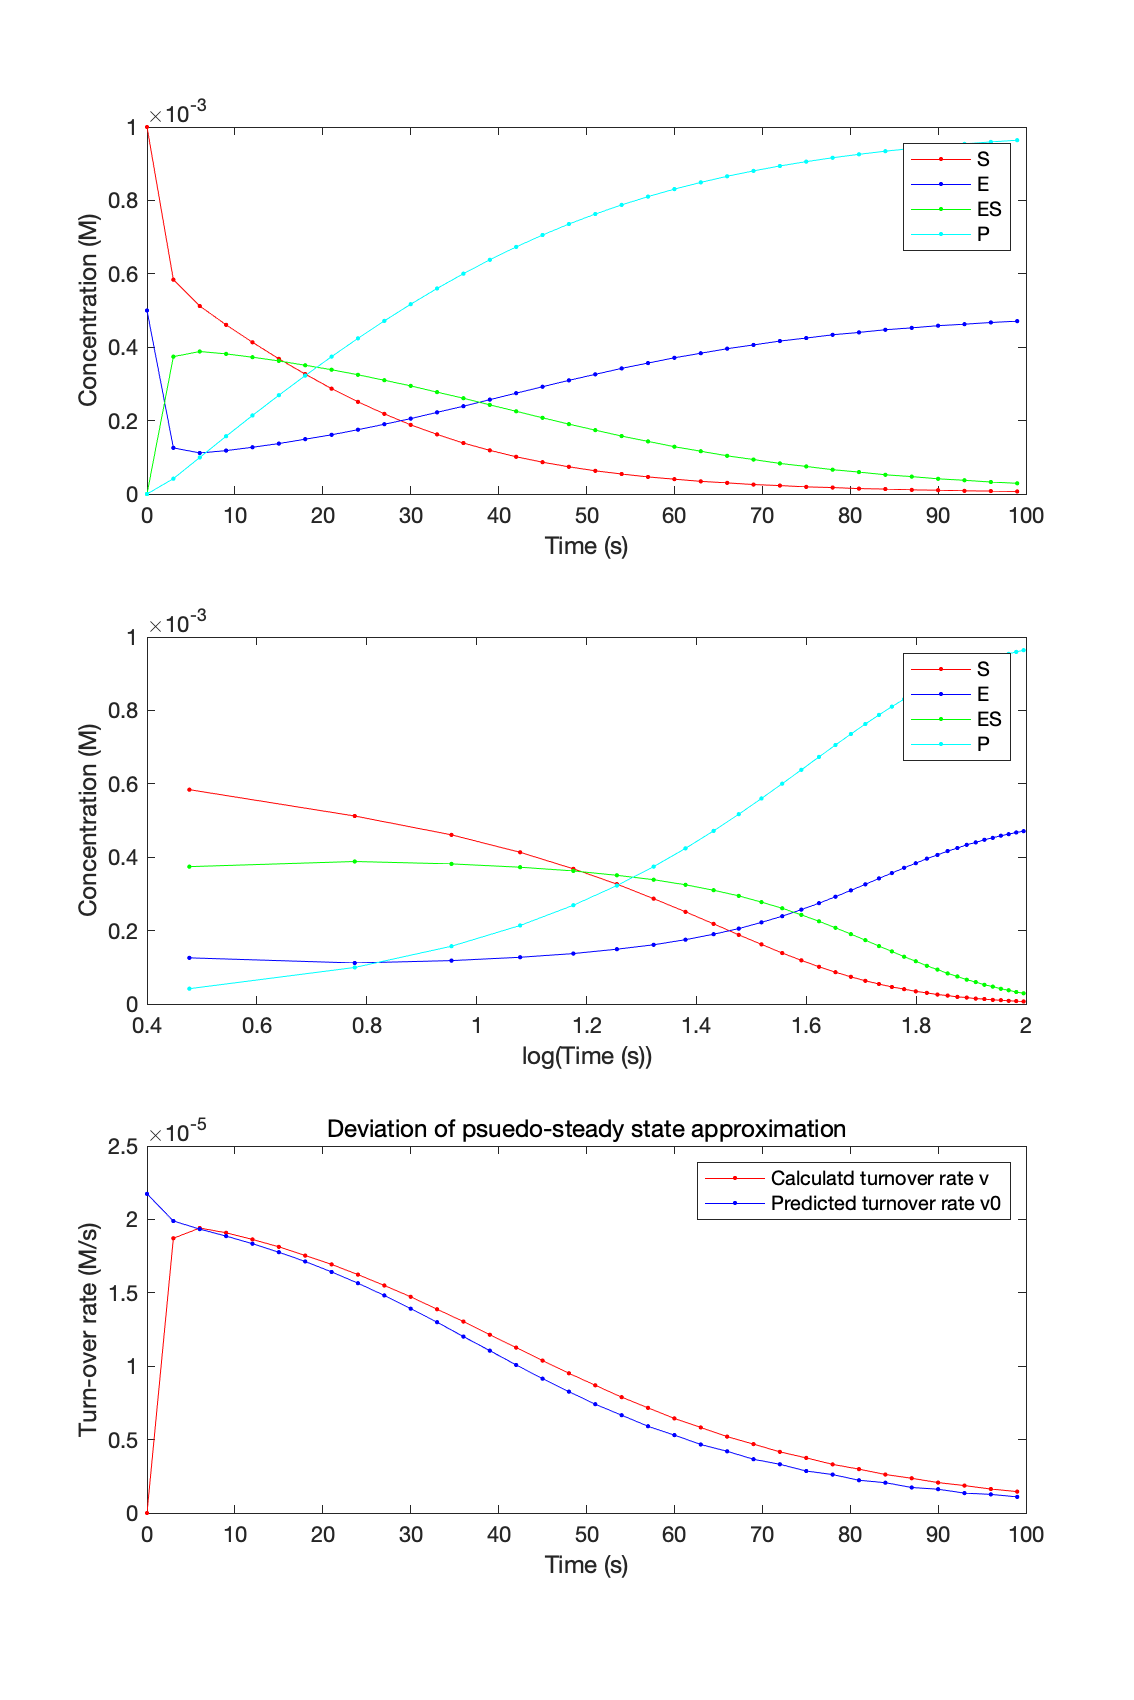 ×10-3
1
0.8
0.6
0.4
0.2
0
Concentration (M)
S
E
ES
P
0 10 20 30 40 50 60 70 80 90 100
Time (s)
×10-3
1
0.8
0.6
0.4
0.2
0
Concentration (M)
S
E
ES
P
0.4 0.6 0.8 1 1.2 1.4 1.6 1.8 2
log(Time (s))
Deviation of psuedo-steady state approximation
×10-5
2.5
2
1.5
1
0.5
0
Turn-over rate (M/s)
Calculatd turnover rate v
Predicted turnover rate v0
0 10 20 30 40 50 60 70 80 90 100
Time (s)